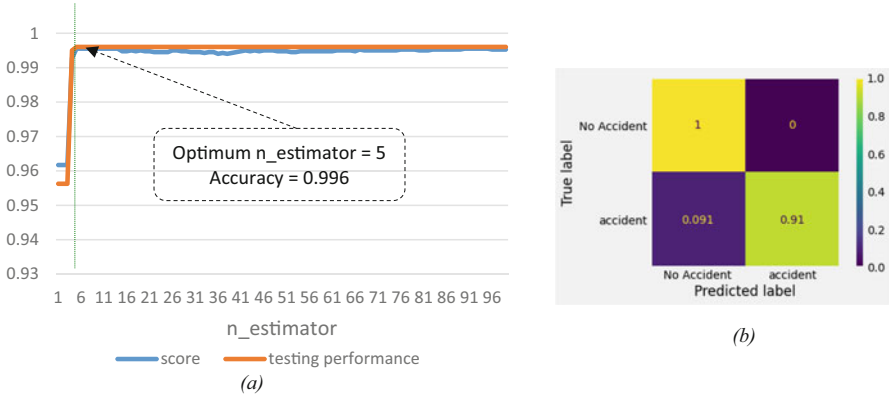 1
0.99
0.98
0.97
0.96
0.95
0.94
0.93
Optimum n_estimator = 5
Accuracy = 0.996
1 6 11 16 21 26 31 36 41 46 51 56 61 66 71 76 81 86 91 96
n_estimator
score testing performance
(a)
True label
No Accident
accident
1 0
0.091 0.91
No Accident accident
Predicted label
1.0
0.8
0.6
0.4
0.2
0.0
(b)